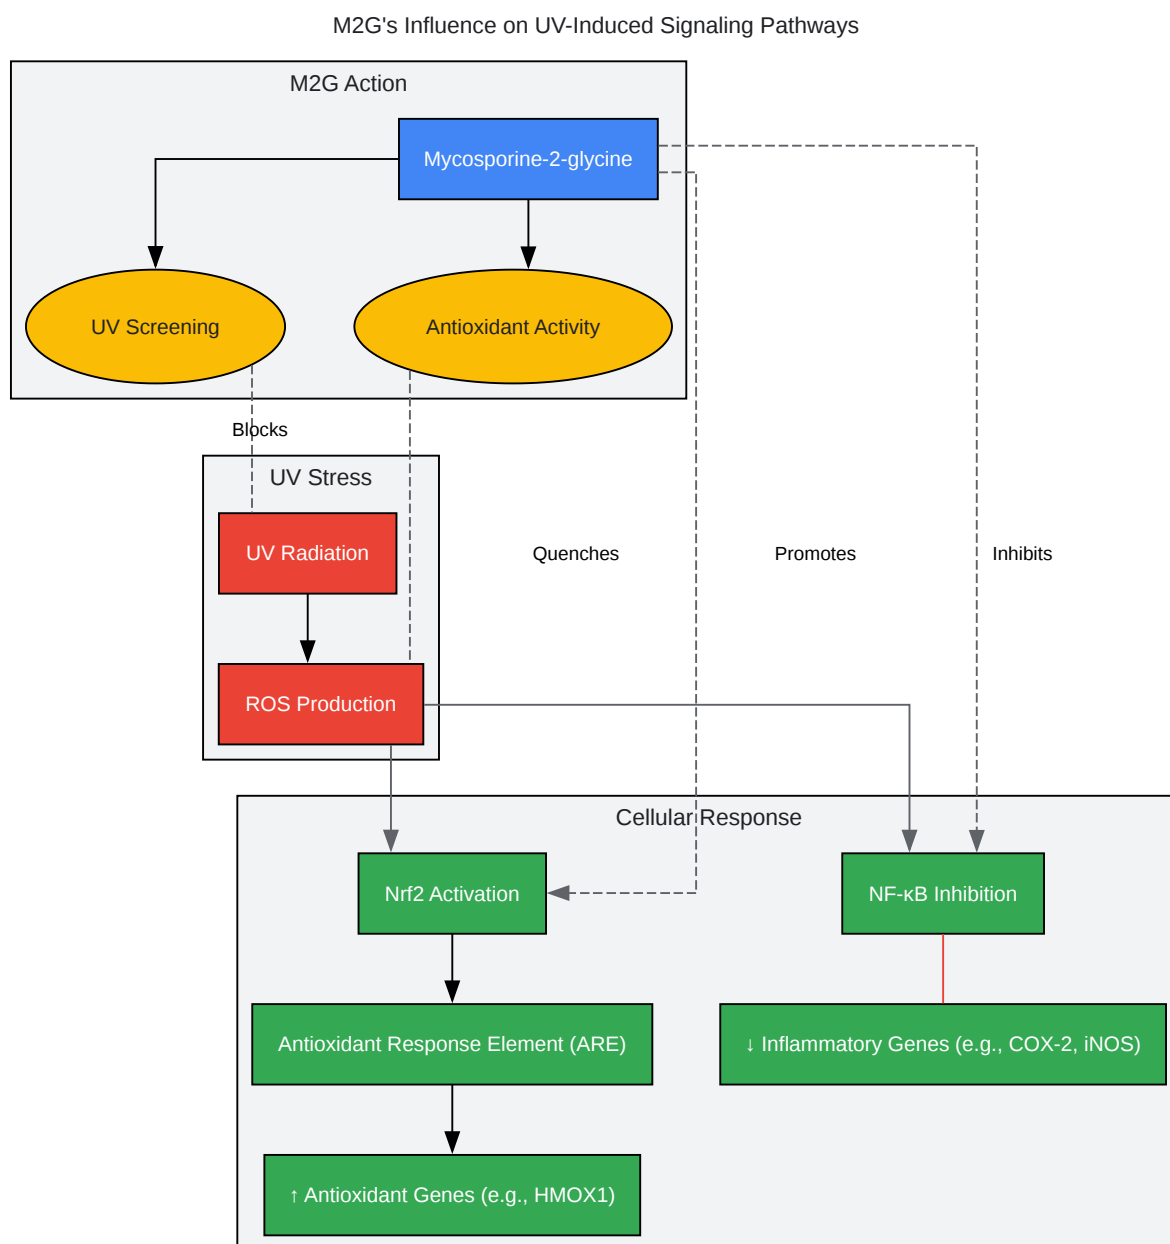 M2G's Influence on UV-Induced Signaling Pathways
M2G Action
Mycosporine-2-glycine
UV Screening
Antioxidant Activity
Blocks
UV Stress
UV Radiation
Quenches
Promotes
Inhibits
ROS Production
Cellular Response
Nrf2 Activation
NF-κB Inhibition
Antioxidant Response Element (ARE)
↓ Inflammatory Genes (e.g., COX-2, iNOS)
↑ Antioxidant Genes (e.g., HMOX1)